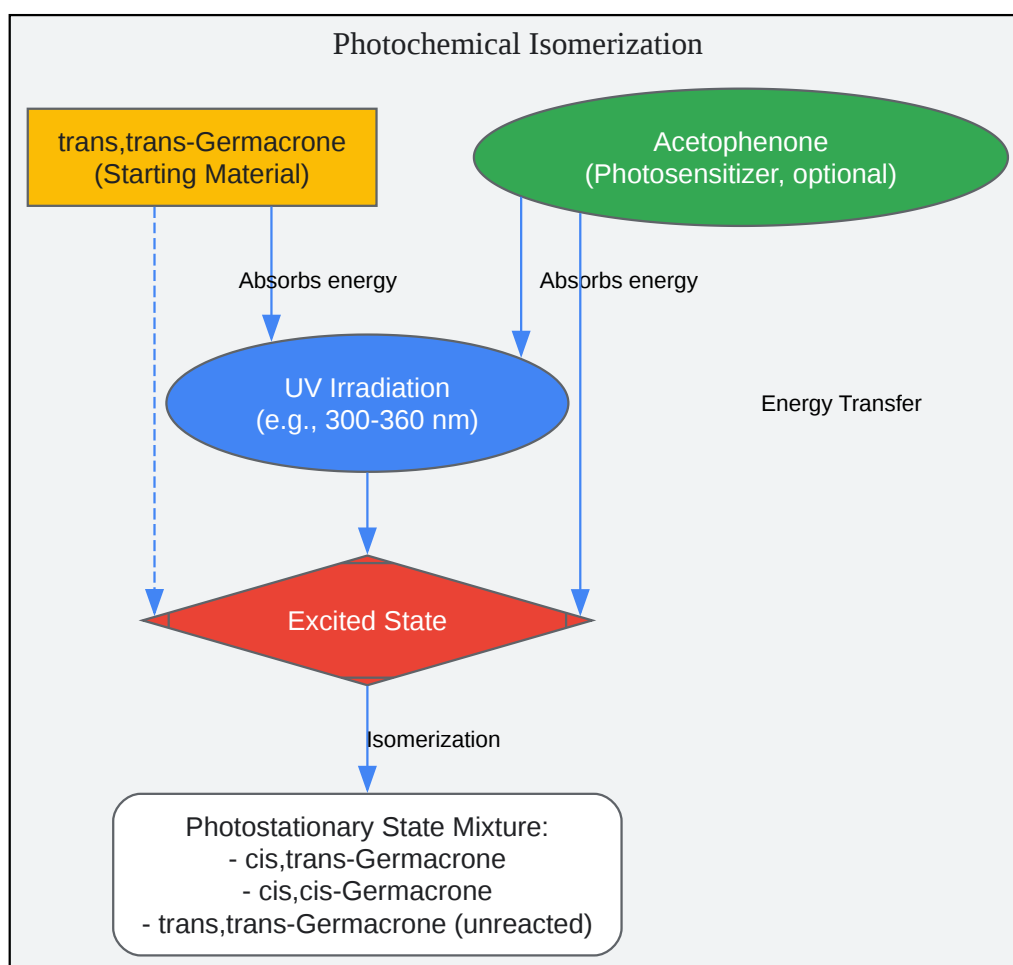 Photochemical Isomerization
trans,trans-Germacrone
(Starting Material)
Acetophenone
(Photosensitizer, optional)
Absorbs energy
Absorbs energy
UV Irradiation
(e.g., 300-360 nm)
Energy Transfer
Excited State
Isomerization
Photostationary State Mixture:
- cis,trans-Germacrone
- cis,cis-Germacrone
- trans,trans-Germacrone (unreacted)